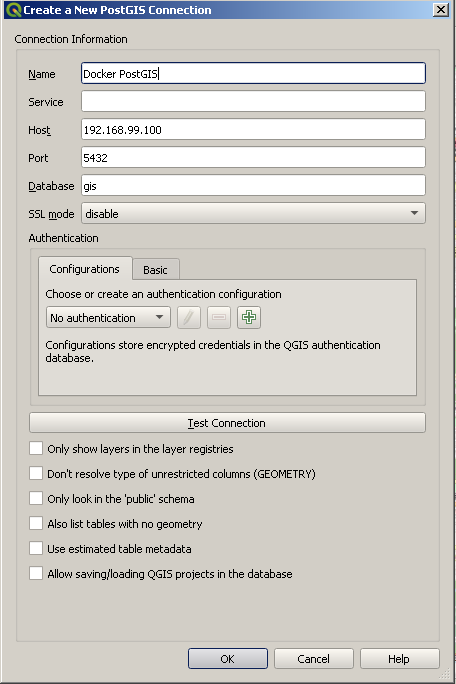 Create a New PostGIS Connection
Connection Information
Name Docker PostGIS
Service
Host 192.168.99.100
Port 5432
Database gis
SSL mode disable
Authentication
Configurations Basic
Choose or create an authentication configuration
No authentication
Configurations store encrypted credentials in the QGIS authentication
database.
Test Connection
Only show layers in the layer registries
Don't resolve type of unrestricted columns (GEOMETRY)
Only look in the 'public' schema
Also list tables with no geometry
Use estimated table metadata
Allow saving/loading QGIS projects in the database
OK Cancel Help